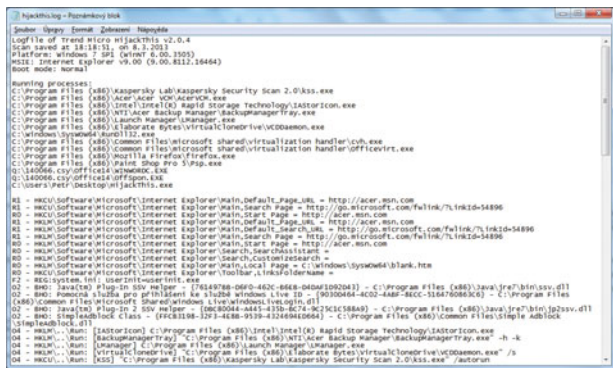 hijackthis.log – Poznámkový blok
Soubor Úpravy Formát Zobrazení Nápověda
Logfile of Trend Micro HijackThis v2.0.4
Scan saved at 18:18:51, on 8.3.2013
Platform: Windows 7 SP1 (WinNT 6.00.3505)
MSIE: Internet Explorer v9.00 (9.00.8112.16464)
Boot mode: Normal
Running processes:
C:\Program Files (x86)\Kaspersky Lab\Kaspersky Security Scan 2.0\kss.exe
C:\Program Files (x86)\Acer\Acer VCM\AcerVCM.exe
C:\Program Files (x86)\Intel\Intel(R) Rapid Storage Technology\IAStorIcon.exe
C:\Program Files (x86)\NTI\Acer Backup Manager\BackupManagerTray.exe
C:\Program Files (x86)\Launch Manager\LManager.exe
C:\Program Files (x86)\Elaborate Bytes\VirtualCloneDrive\VCDDaemon.exe
C:\Windows\SysWOW64\RunDll32.exe
C:\Program Files (x86)\Common Files\microsoft shared\virtualization handler\cvh.exe
C:\Program Files (x86)\Common Files\microsoft shared\virtualization handler\OfficeVirt.exe
C:\Program Files (x86)\Mozilla Firefox\firefox.exe
C:\Program Files (x86)\Paint Shop Pro 5\Psp.exe
Q:\140066.csy\Office14\WINWORDC.EXE
Q:\140066.csy\Office14\OffSpon.EXE
C:\Users\Petr\Desktop\HijackThis.exe
R1 - HKCU\Software\Microsoft\Internet Explorer\Main,Default_Page_URL = http://acer.msn.com
R1 - HKCU\Software\Microsoft\Internet Explorer\Main,Search Page = http://go.microsoft.com/fwlink/?LinkId=54896
R0 - HKCU\Software\Microsoft\Internet Explorer\Main,Start Page = http://acer.msn.com
R1 - HKLM\Software\Microsoft\Internet Explorer\Main,Default_Page_URL = http://acer.msn.com
R1 - HKLM\Software\Microsoft\Internet Explorer\Main,Default_Search_URL = http://go.microsoft.com/fwlink/?LinkId=54896
R1 - HKLM\Software\Microsoft\Internet Explorer\Main,Search Page = http://go.microsoft.com/fwlink/?LinkId=54896
R0 - HKLM\Software\Microsoft\Internet Explorer\Main,Start Page = http://acer.msn.com
R0 - HKLM\Software\Microsoft\Internet Explorer\Search,SearchAssistant =
R0 - HKLM\Software\Microsoft\Internet Explorer\Search,CustomizeSearch =
R0 - HKLM\Software\Microsoft\Internet Explorer\Main,Local Page = C:\Windows\SysWOW64\blank.htm
R0 - HKCU\Software\Microsoft\Internet Explorer\Toolbar,LinksFolderName =
F2 - REG:system.ini: UserInit=userinit.exe
O2 - BHO: Java(tm) Plug-In SSV Helper - {761497BB-D6F0-462C-B6EB-D4DAF1D92D43} - C:\Program Files (x86)\Java\jre7\bin\ssv.dll
O2 - BHO: Pomocná služba pro přihlášení ke službě Windows Live ID - {9030D464-4C02-4ABF-8ECC-5164760863C6} - C:\Program Files
(x86)\Common Files\Microsoft Shared\Windows Live\WindowsLiveLogin.dll
O2 - BHO: Java(tm) Plug-In 2 SSV Helper - {DBC80044-A445-435b-BC74-9C25C1C588A9} - C:\Program Files (x86)\Java\jre7\bin\jp2ssv.dll
O2 - BHO: SimpleAdblock Class - - C:\Program Files (x86)\Common Files\Simple Adblock
\SimpleAdblock.dll
O4 - HKLM\..\Run: [IAStorIcon] C:\Program Files (x86)\Intel\Intel(R) Rapid Storage Technology\IAStorIcon.exe
O4 - HKLM\..\Run: [BackupManagerTray] "C:\Program Files (x86)\NTI\Acer Backup Manager\BackupManagerTray.exe" -h -k
O4 - HKLM\..\Run: [LManager] C:\Program Files (x86)\Launch Manager\LManager.exe
O4 - HKLM\..\Run: [VirtualCloneDrive] "C:\Program Files (x86)\Elaborate Bytes\VirtualCloneDrive\VCDDaemon.exe" /s
O4 - HKLM\..\Run: [KSS] "C:\Program Files (x86)\Kaspersky Lab\Kaspersky Security Scan 2.0\kss.exe" /autorun